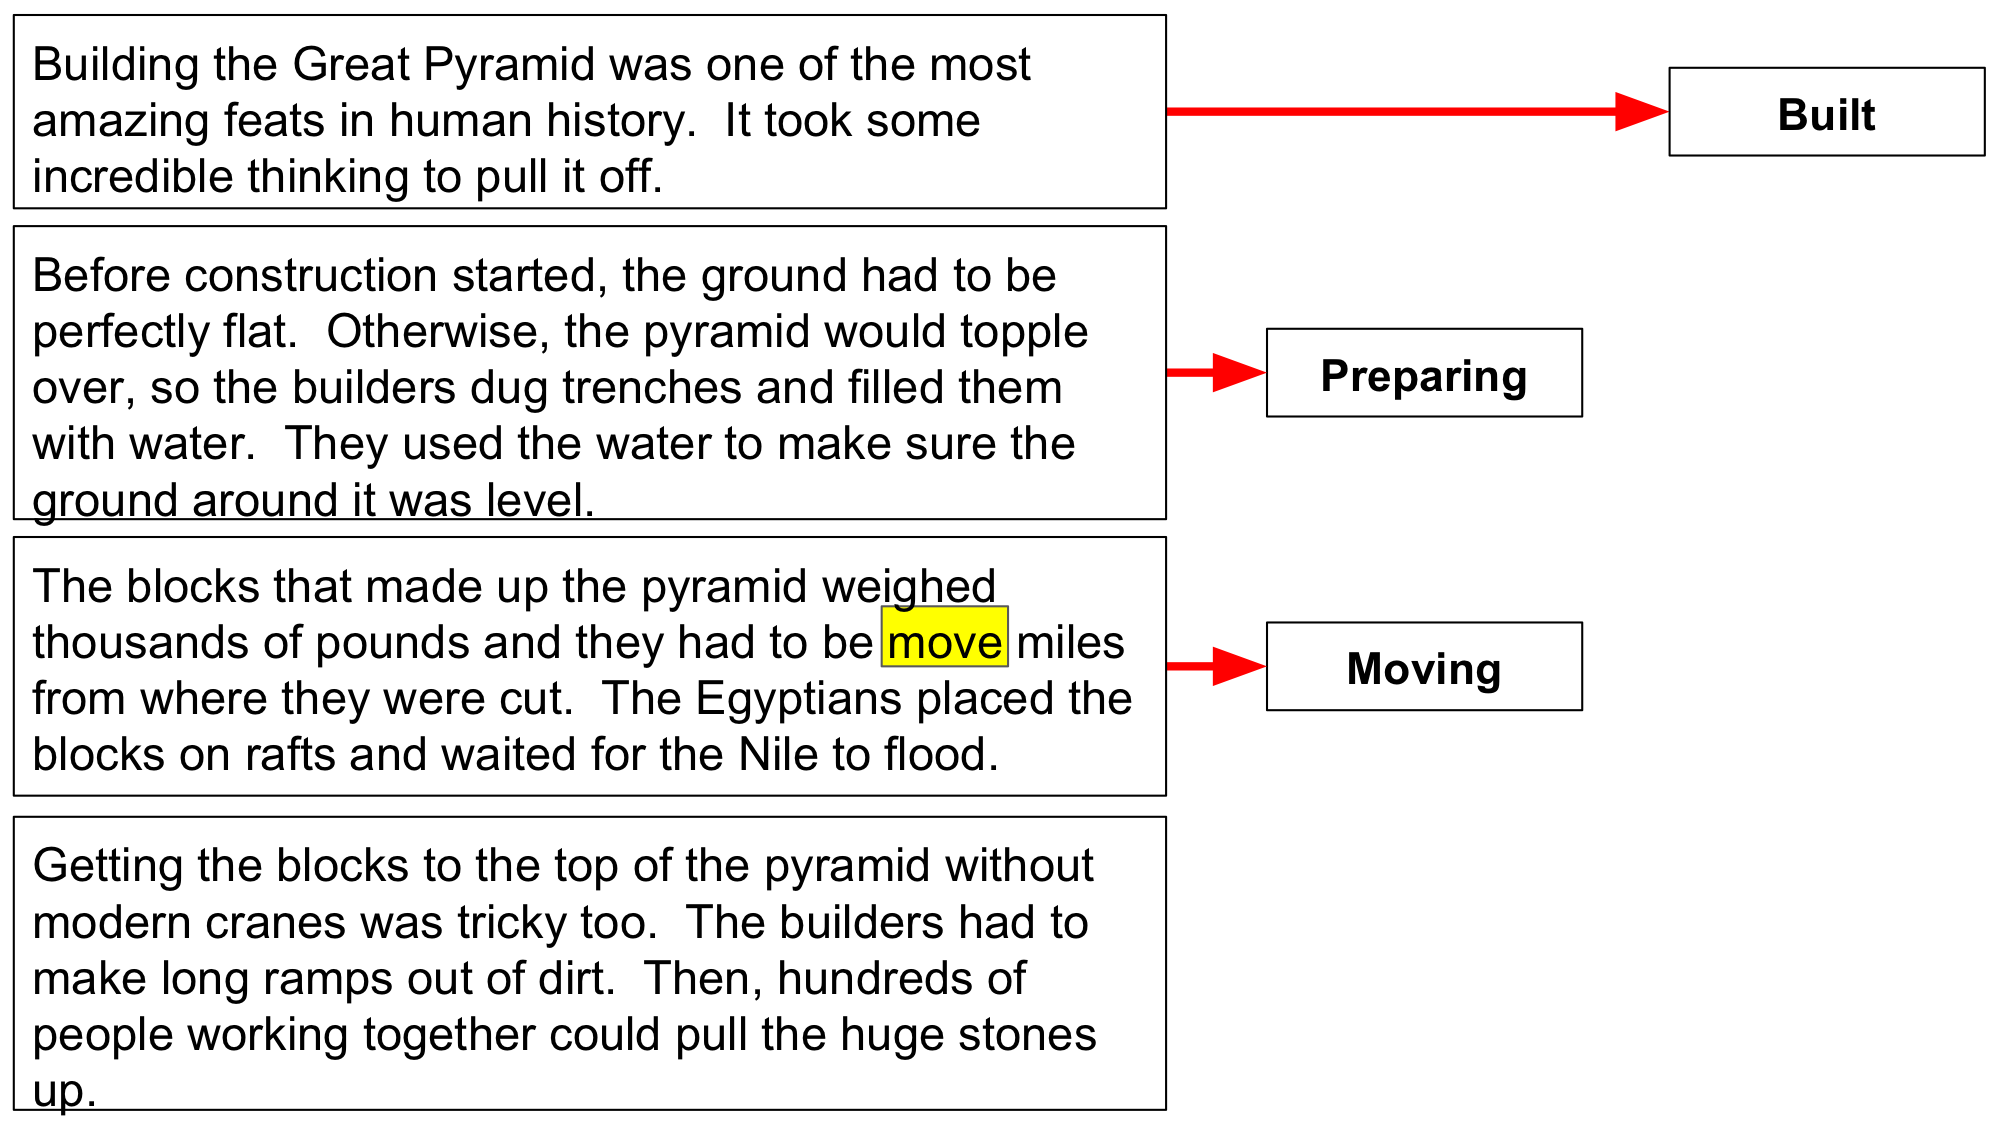 Building the Great Pyramid was one of the most
amazing feats in human history.  It took some
incredible thinking to pull it off.
Built
Before construction started, the ground had to be
perfectly flat.  Otherwise, the pyramid would topple
over, so the builders dug trenches and filled them
with water.  They used the water to make sure the
ground around it was level.
Preparing
The blocks that made up the pyramid weighed
thousands of pounds and they had to be move miles
from where they were cut.  The Egyptians placed the
blocks on rafts and waited for the Nile to flood.
Moving
Getting the blocks to the top of the pyramid without
modern cranes was tricky too.  The builders had to
make long ramps out of dirt.  Then, hundreds of
people working together could pull the huge stones
up.